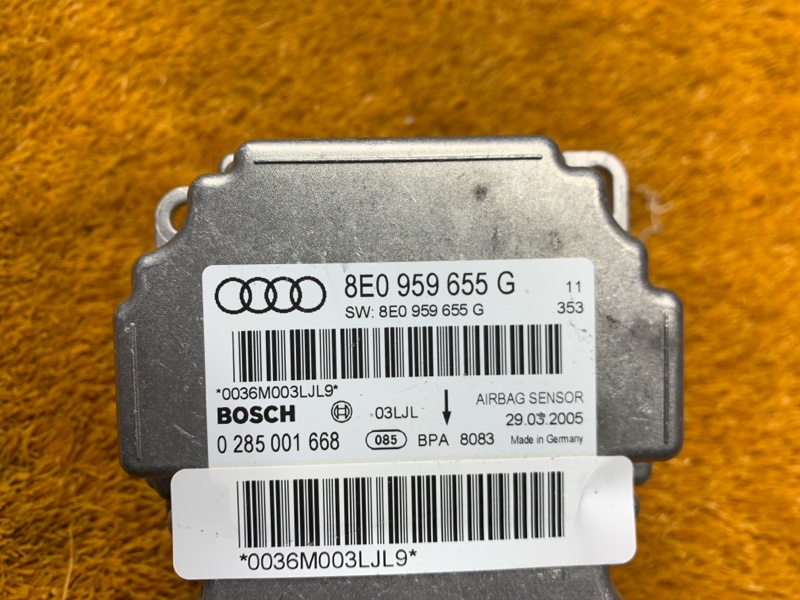 8E0 959 655 G 11
SW: 8E0 959 655 G 353
*0036M003LJL9*
BOSCH 03LJL AIRBAG SENSOR
29.03.2005
0 285 001 668 085 BPA 8083 Made in Germany
*0036M003LJL9*